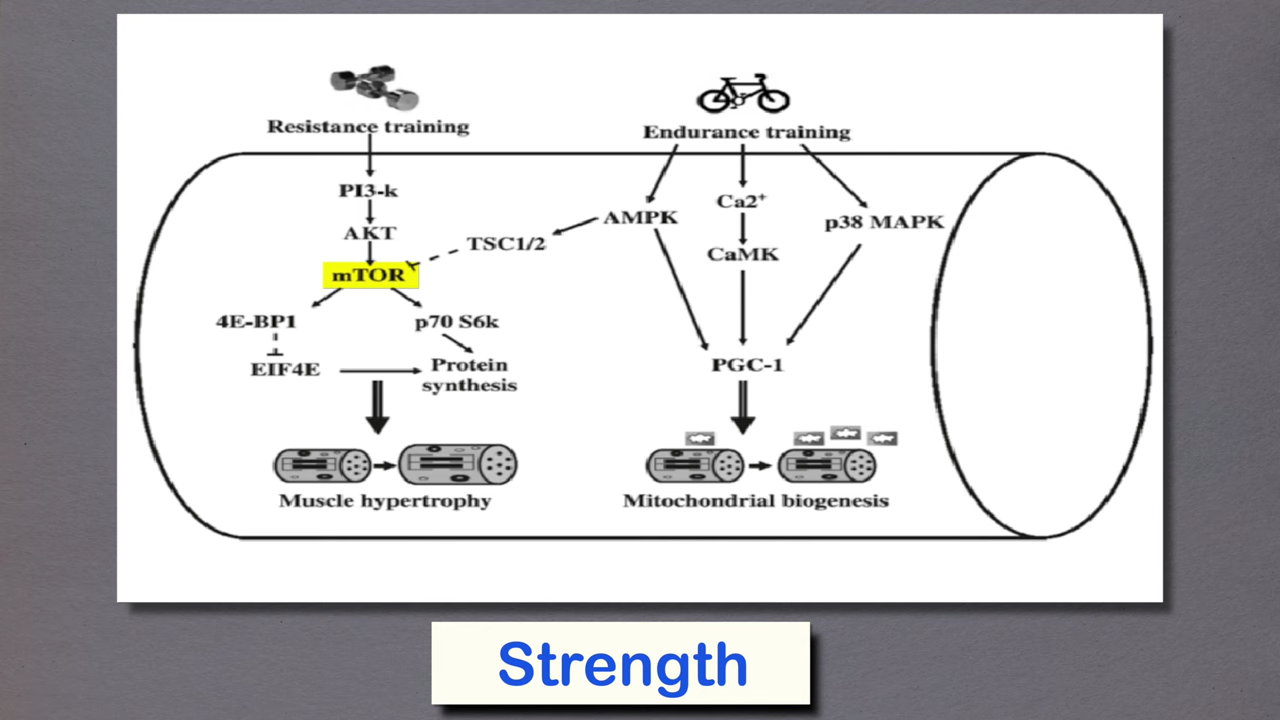 Resistance training
Endurance training
PI3-k
AKT
mTOR
TSC1/2
AMPK
Ca2⁺
CaMK
p38 MAPK
4E-BP1
p70 S6k
EIF4E
Protein
synthesis
PGC-1
Muscle hypertrophy
Mitochondrial biogenesis
Strength